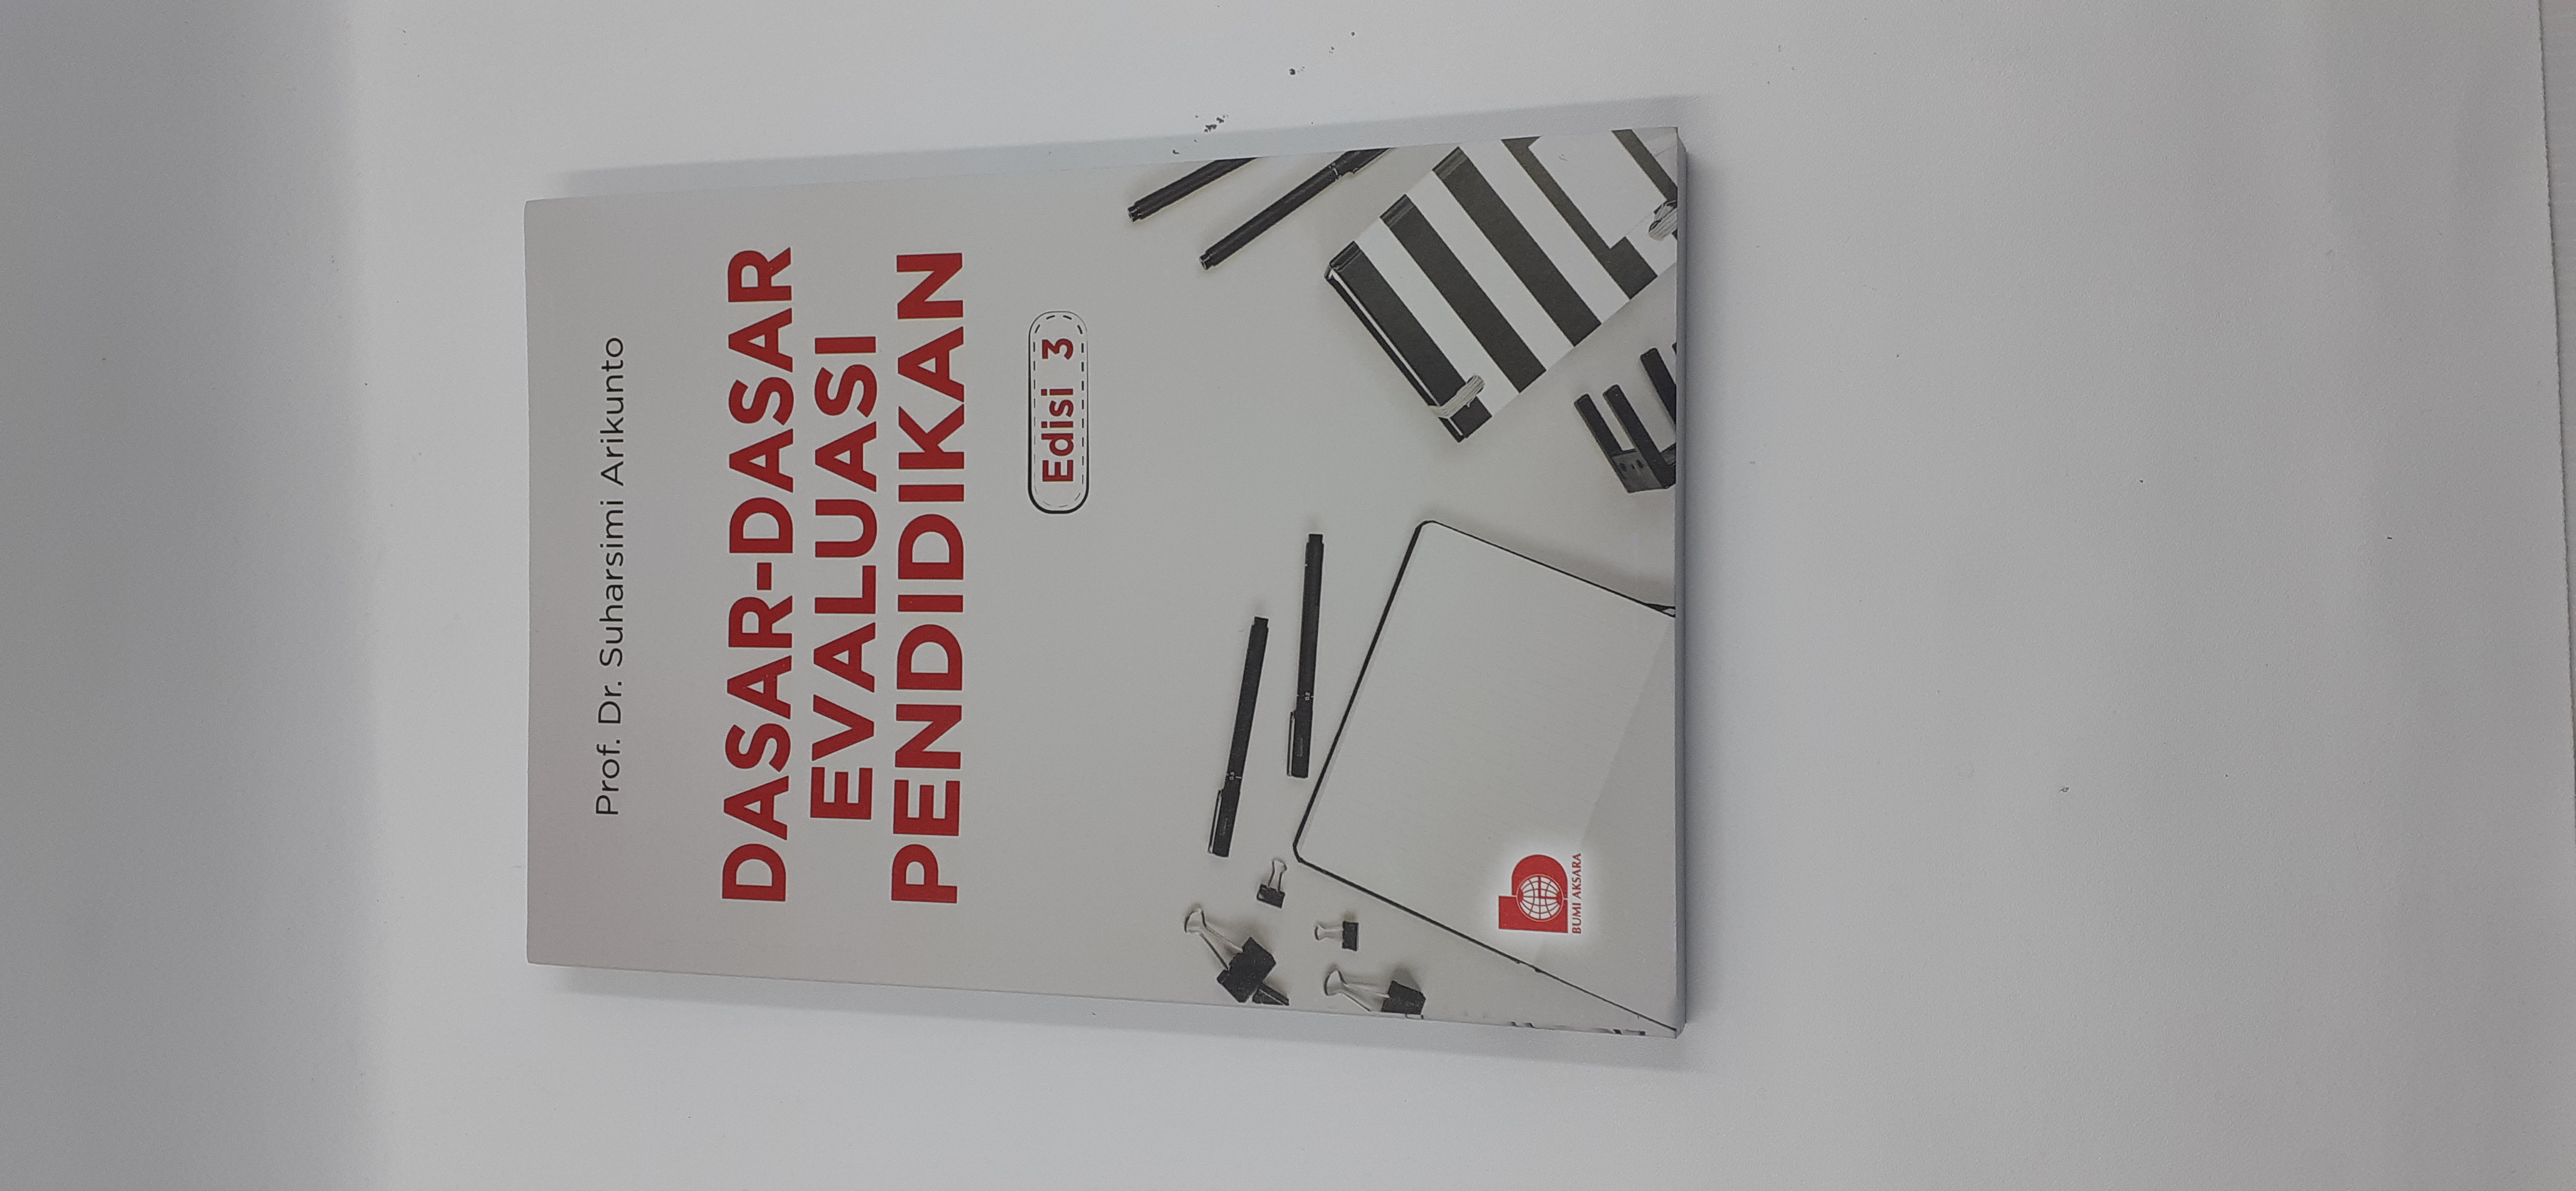 Prof. Dr. Suharsimi Arikunto
DASAR-DASAR
EVALUASI
PENDIDIKAN
Edisi 3
BUMI AKSARA